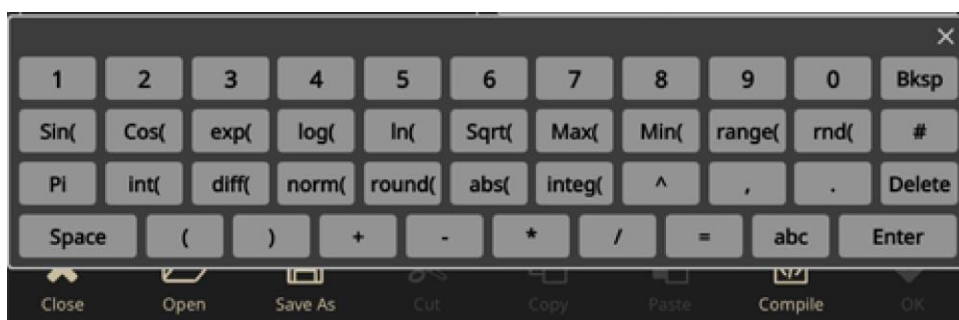 ×
1 2 3 4 5 6 7 8 9 0 Bksp
Sin( Cos( exp( log( ln( Sqrt( Max( Min( range( rnd( #
Pi int( diff( norm( round( abs( integ( ^ , . Delete
Space ( ) + - * / = abc Enter
Close Open Save As Cut Copy Paste Compile OK